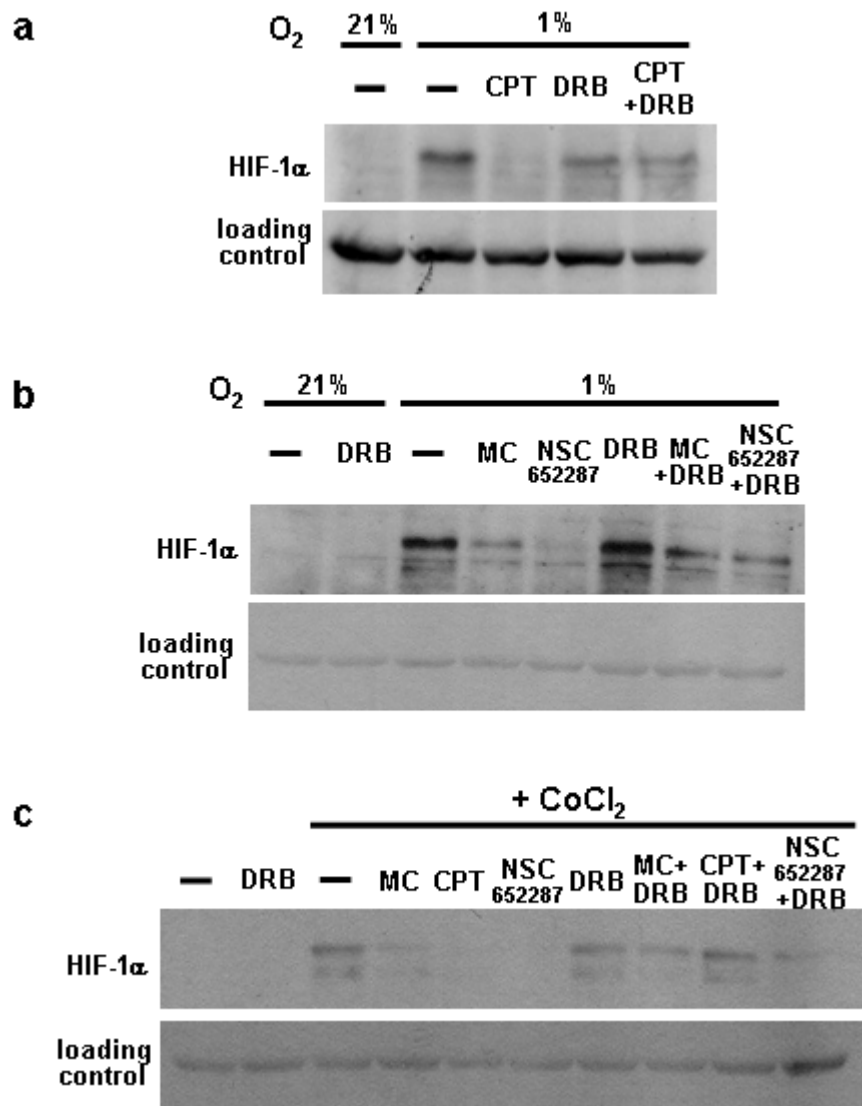 a
O2 21% 1%
– – CPT DRB CPT +DRB
HIF-1α
loading control
b
O2 21% 1%
– DRB – MC NSC 652287 DRB MC +DRB NSC 652287 +DRB
HIF-1α
loading control
c
+ CoCl2
– DRB – MC CPT NSC 652287 DRB MC+ DRB CPT+ DRB NSC 652287 +DRB
HIF-1α
loading control